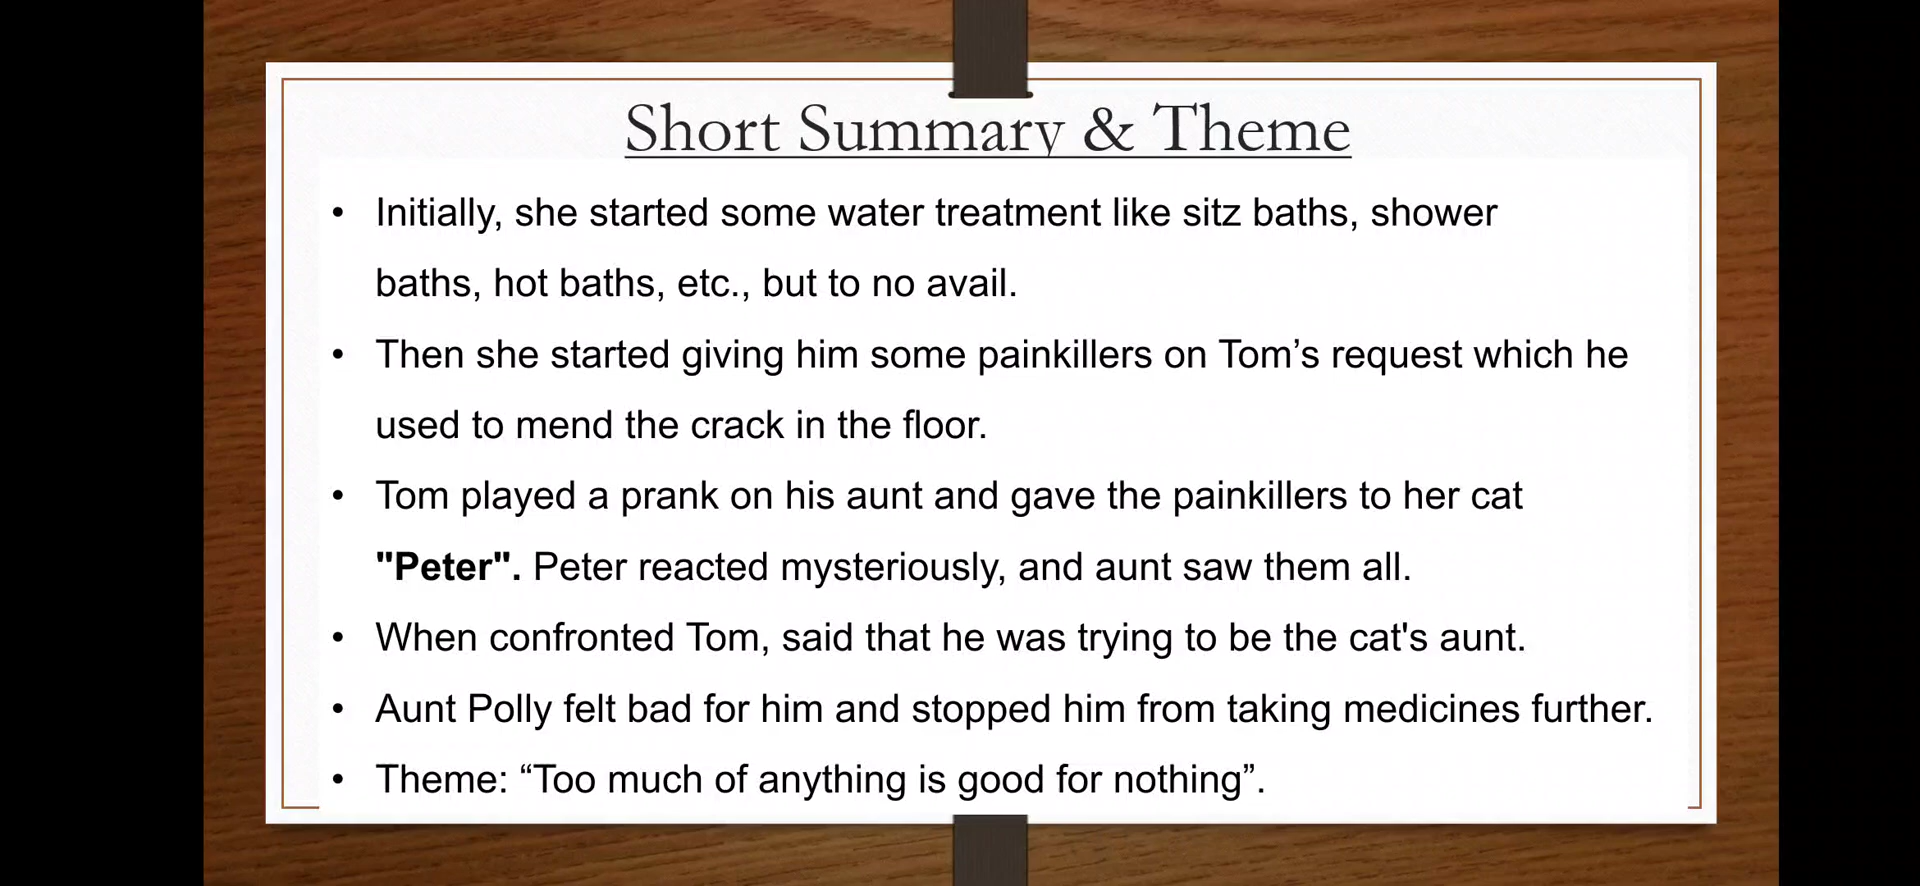 Short Summary & Theme
• Initially, she started some water treatment like sitz baths, shower
baths, hot baths, etc., but to no avail.
• Then she started giving him some painkillers on Tom’s request which he
used to mend the crack in the floor.
• Tom played a prank on his aunt and gave the painkillers to her cat
"Peter". Peter reacted mysteriously, and aunt saw them all.
• When confronted Tom, said that he was trying to be the cat's aunt.
• Aunt Polly felt bad for him and stopped him from taking medicines further.
• Theme: “Too much of anything is good for nothing”.